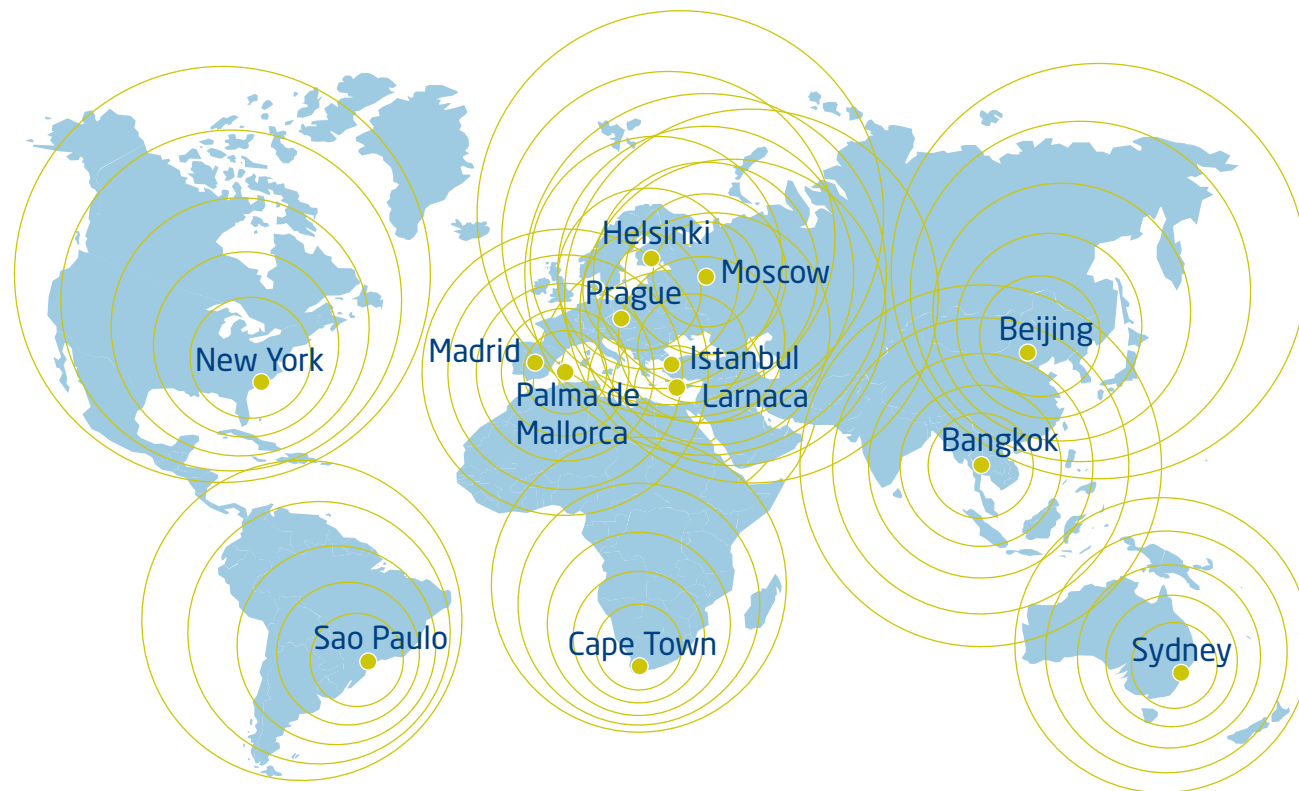 Helsinki
Moscow
Prague
Beijing
New York
Madrid
Istanbul
Palma de
Mallorca
Larnaca
Bangkok
Sao Paulo
Cape Town
Sydney